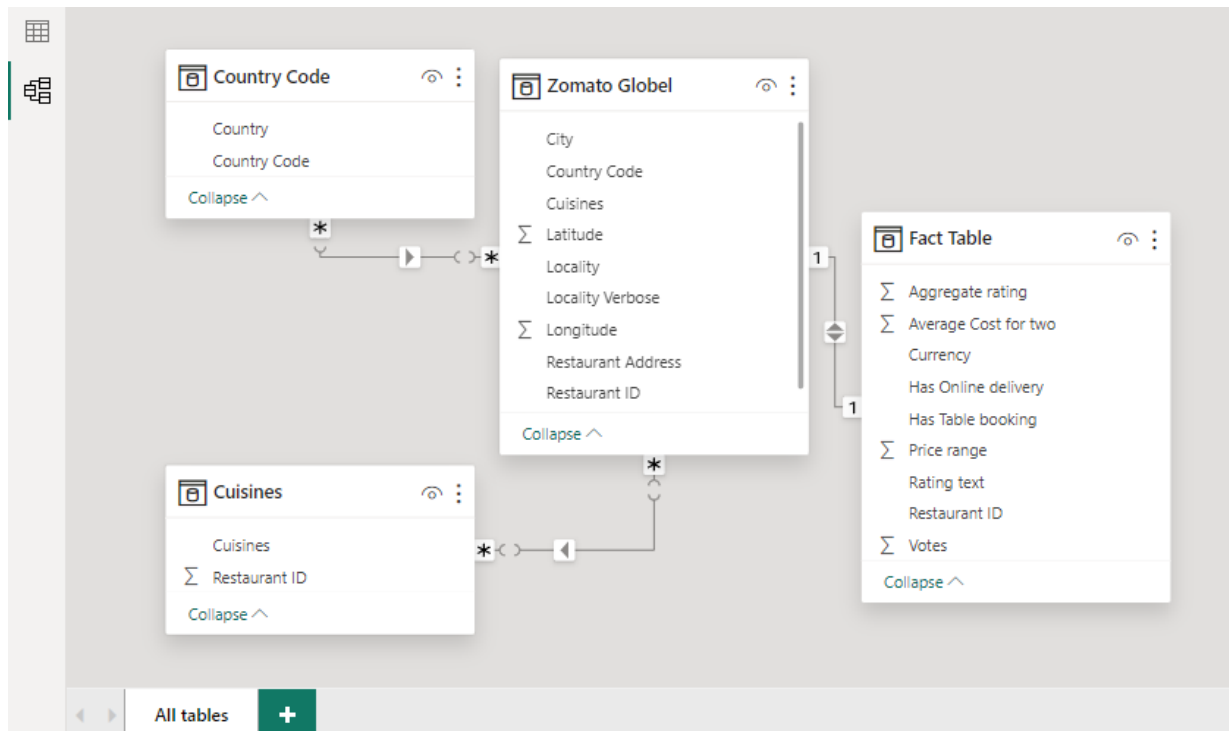 Country Code
Country
Country Code
Collapse
*
*
Zomato Globel
City
Country Code
Cuisines
Σ Latitude
Locality
Locality Verbose
Σ Longitude
Restaurant Address
Restaurant ID
Collapse
*
1
1
Fact Table
Σ Aggregate rating
Σ Average Cost for two
Currency
Has Online delivery
Has Table booking
Σ Price range
Rating text
Restaurant ID
Σ Votes
Collapse
Cuisines
Cuisines
Σ Restaurant ID
Collapse
*
All tables
+